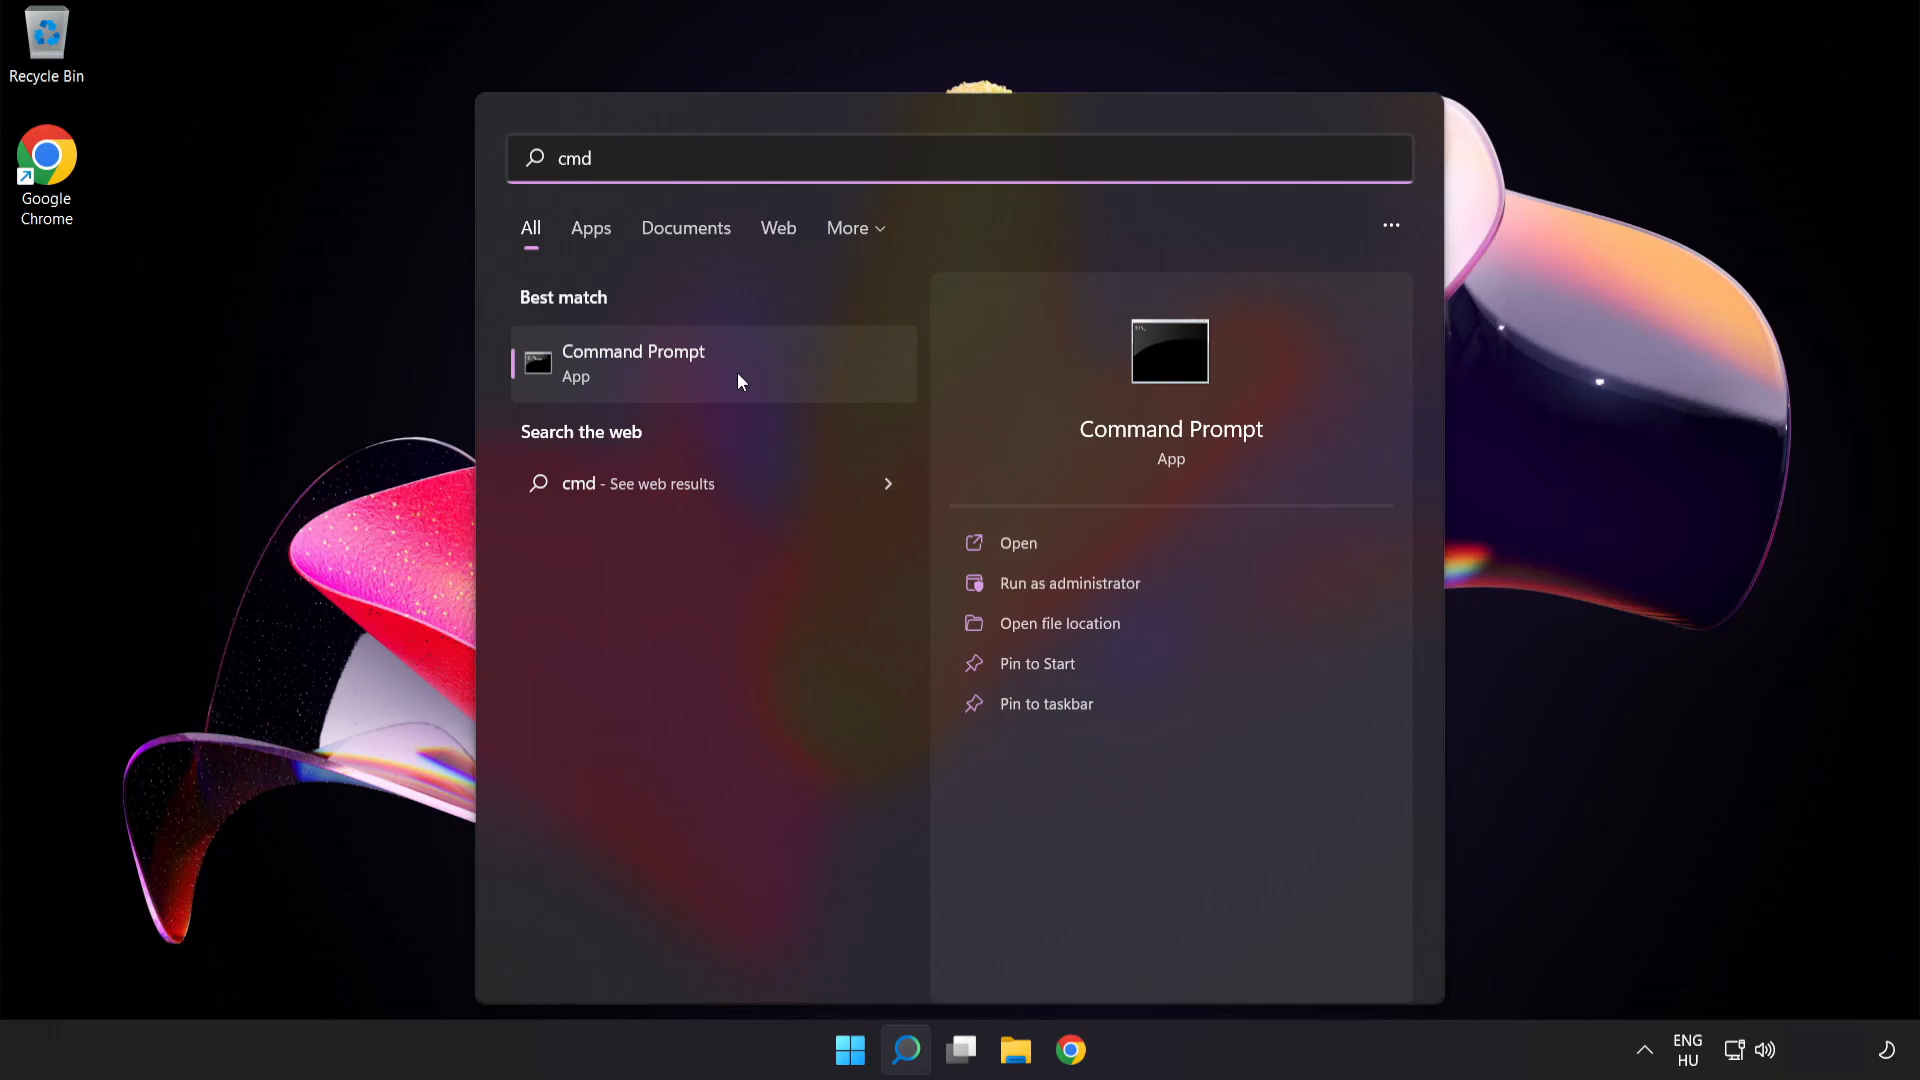 Recycle Bin
Google
Chrome
cmd
All Apps Documents Web More
Best match
Command Prompt
App
Search the web
cmd - See web results
Command Prompt
App
Open
Run as administrator
Open file location
Pin to Start
Pin to taskbar
ENG
HU